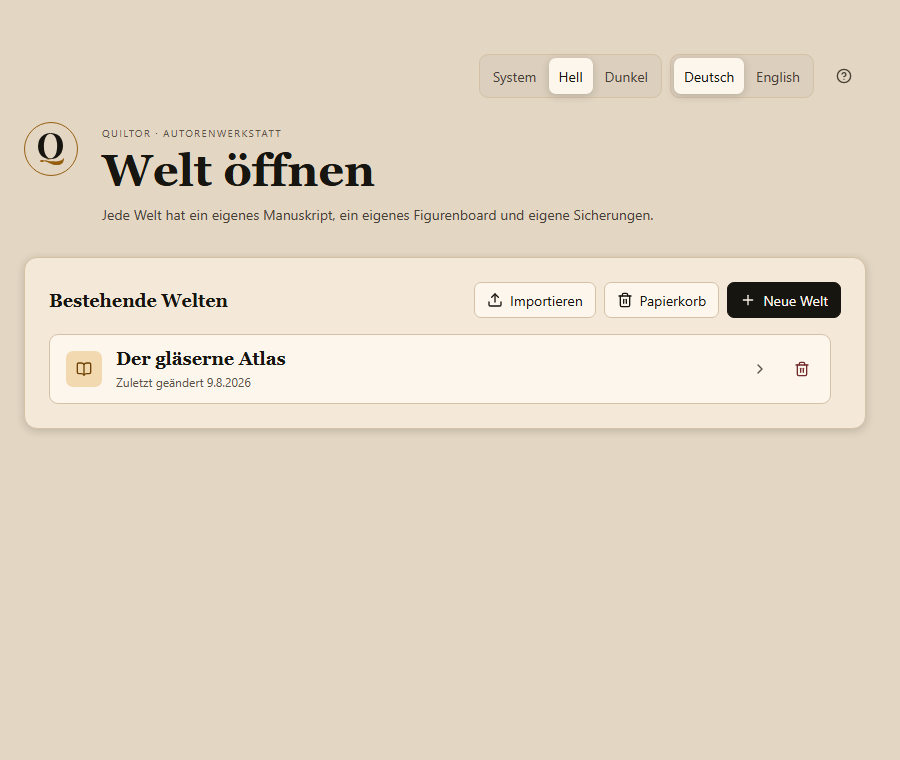 System Hell Dunkel Deutsch English
Q
QUILTOR · AUTORENWERKSTATT
Welt öffnen
Jede Welt hat ein eigenes Manuskript, ein eigenes Figurenboard und eigene Sicherungen.
Bestehende Welten
Importieren
Papierkorb
Neue Welt
Der gläserne Atlas
Zuletzt geändert 9.8.2026